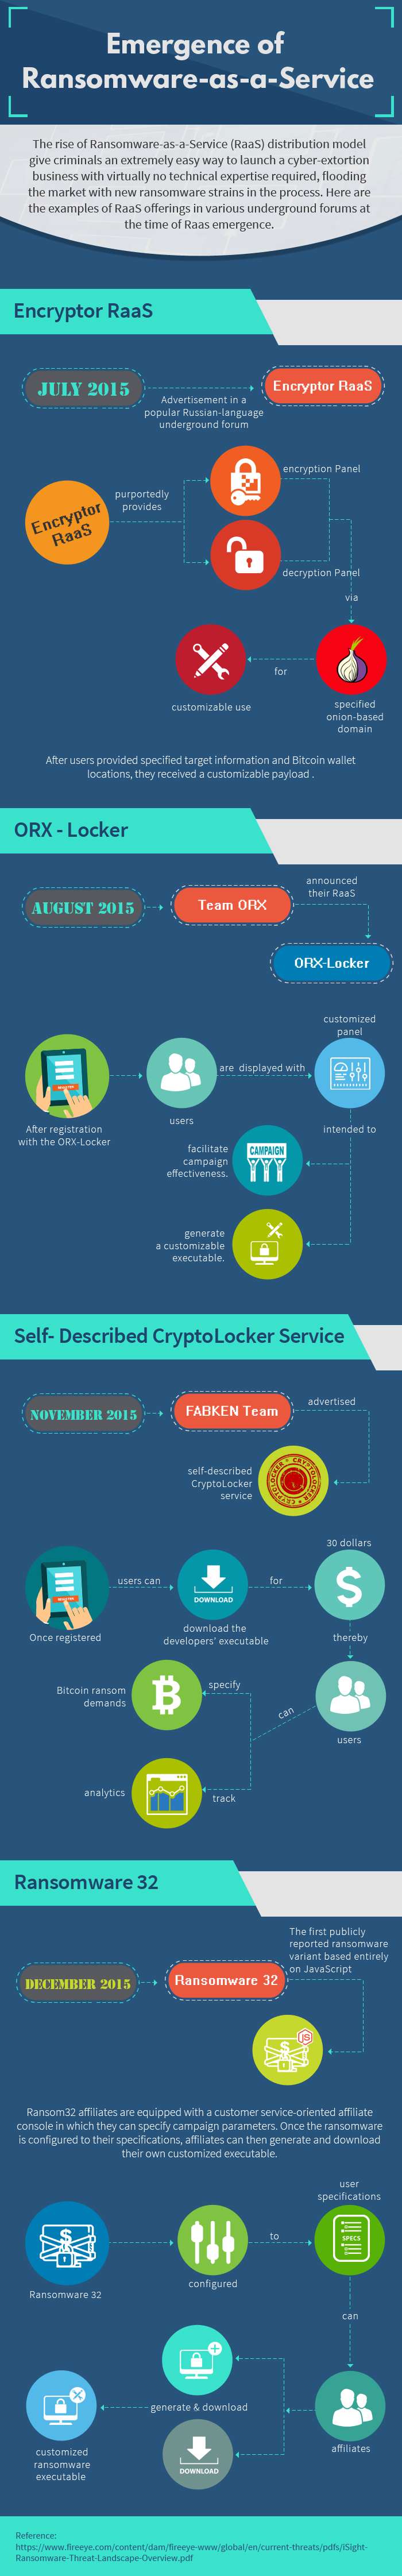 Emergence of
Ransomware-as-a-Service
The rise of Ransomware-as-a-Service (RaaS) distribution model
give criminals an extremely easy way to launch a cyber-extortion
business with virtually no technical expertise required, flooding
the market with new ransomware strains in the process. Here are
the examples of RaaS offerings in various underground forums at
the time of Raas emergence.
Encryptor RaaS
JULY 2015
Advertisement in a
popular Russian-language
underground forum
Encryptor RaaS
Encryptor
RaaS
purportedly
provides
encryption Panel
decryption Panel
via
specified
onion-based
domain
for
customizable use
After users provided specified target information and Bitcoin wallet
locations, they received a customizable payload .
ORX - Locker
AUGUST 2015
Team ORX
announced
their RaaS
ORX-Locker
After registration
with the ORX-Locker
users
are displayed with
customized
panel
intended to
facilitate
campaign
effectiveness.
CAMPAIGN
generate
a customizable
executable.
Self- Described CryptoLocker Service
NOVEMBER 2015
FABKEN Team
advertised
self-described
CryptoLocker
service
CRYPTOLOCKER
CRYPTOLOCKER
Once registered
users can
DOWNLOAD
download the
developers' executable
for
30 dollars
$
thereby
users
can
specify
Bitcoin ransom
demands
track
analytics
Ransomware 32
DECEMBER 2015
Ransomware 32
The first publicly
reported ransomware
variant based entirely
on JavaScript
JS
$
Ransom32 affiliates are equipped with a customer service-oriented affiliate
console in which they can specify campaign parameters. Once the ransomware
is configured to their specifications, affiliates can then generate and download
their own customized executable.
$
Ransomware 32
configured
to
user
specifications
SPECS
can
affiliates
generate & download
DOWNLOAD
customized
ransomware
executable
Reference:
https://www.fireeye.com/content/dam/fireeye-www/global/en/current-threats/pdfs/iSight-
Ransomware-Threat-Landscape-Overview.pdf